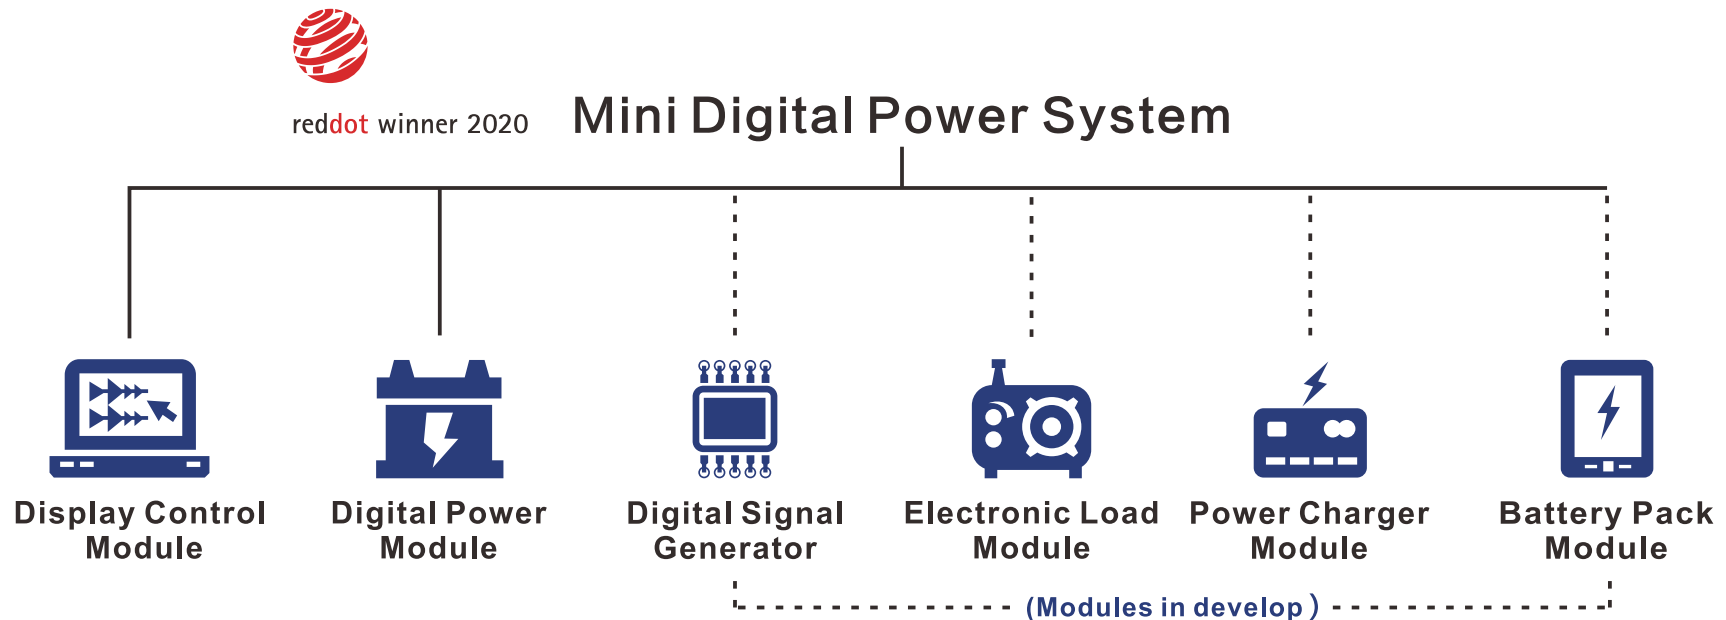 reddot winner 2020
Mini Digital Power System
Display Control
Module
Digital Power
Module
Digital Signal
Generator
Electronic Load
Module
Power Charger
Module
Battery Pack
Module
(Modules in develop )